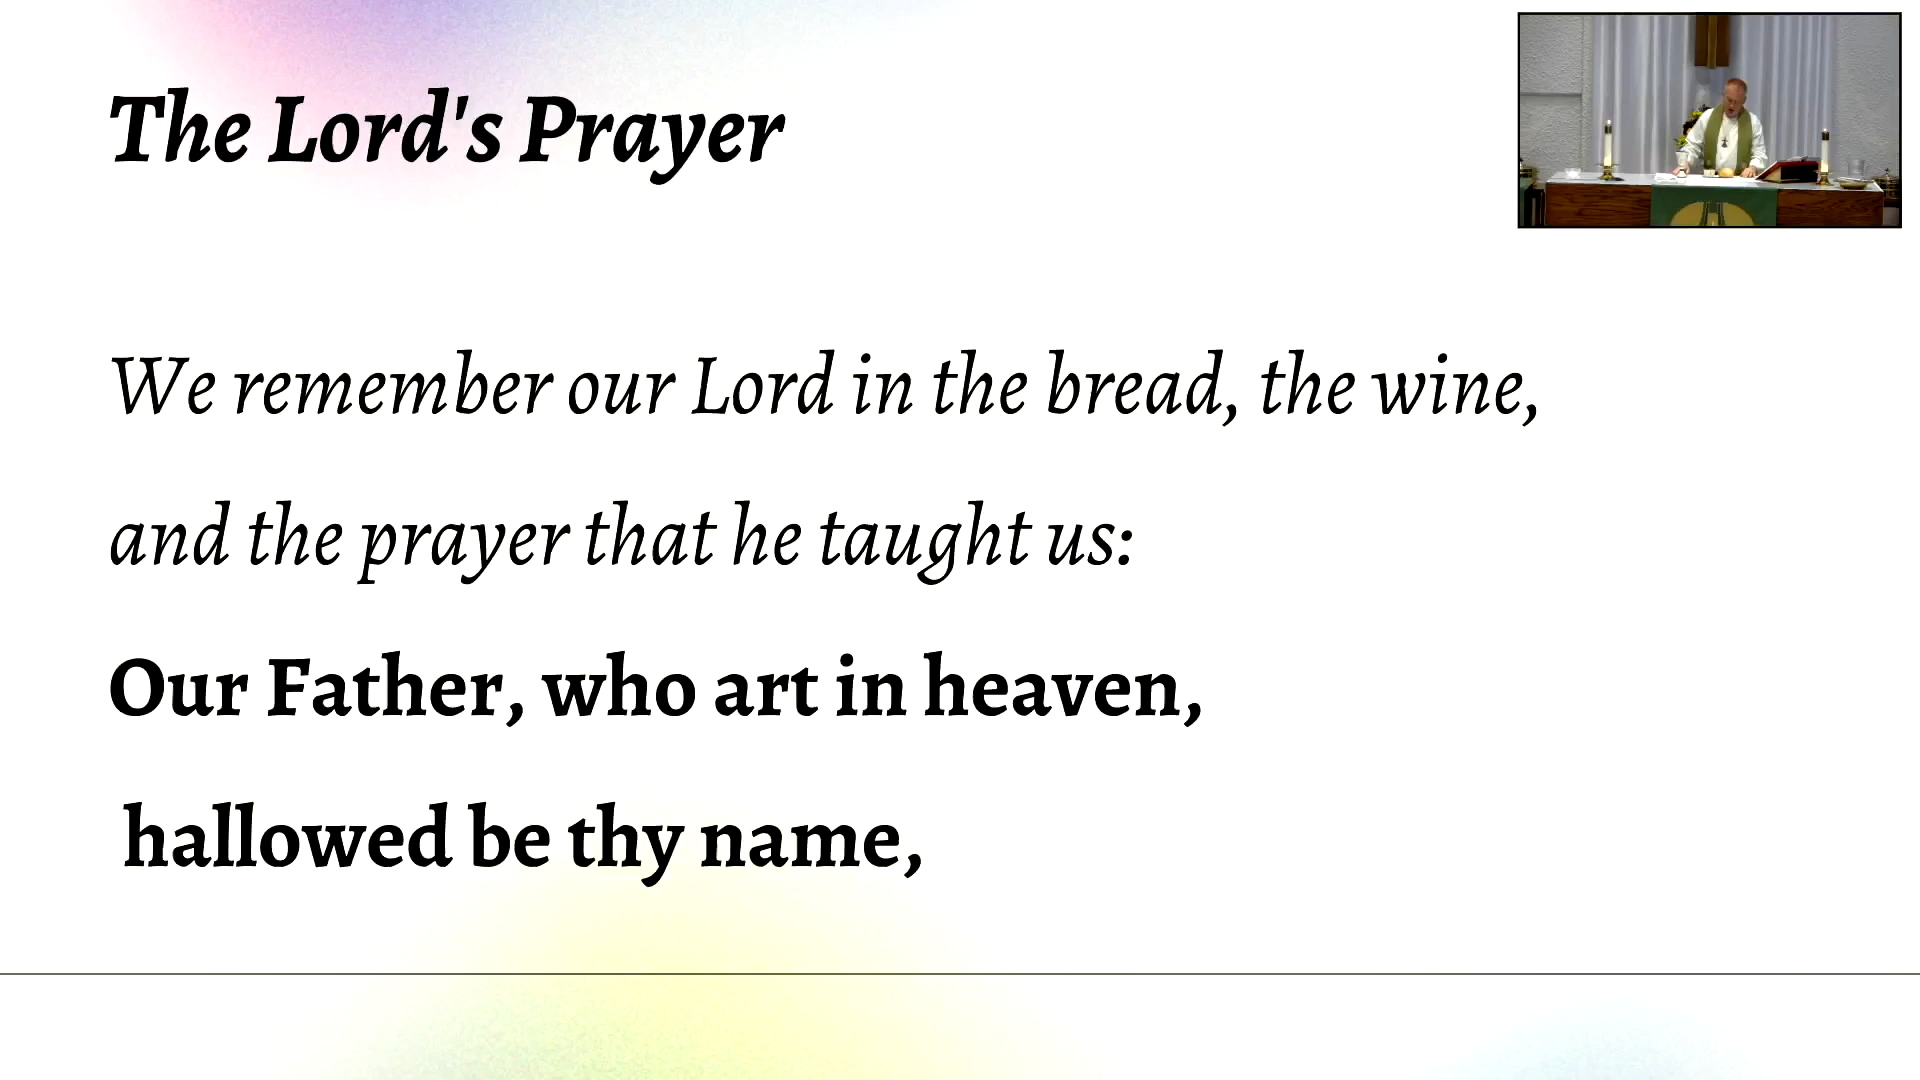 The Lord's Prayer
We remember our Lord in the bread, the wine,
and the prayer that he taught us:
Our Father, who art in heaven,
hallowed be thy name,